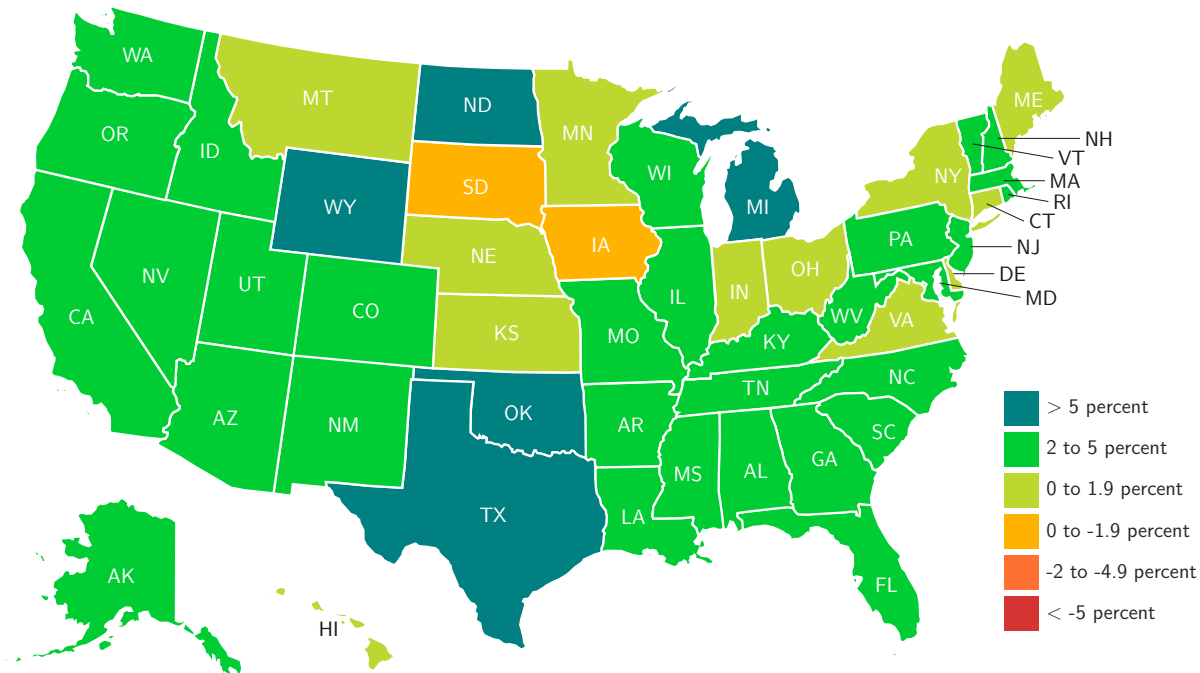 WA
OR
ID
MT
ND
MN
SD
WY
WI
MI
ME
NH
VT
NY
MA
RI
CT
NJ
DE
MD
PA
NE
IA
NV
UT
CO
CA
KS
MO
IL
IN
OH
WV
VA
KY
TN
NC
AZ
NM
OK
AR
SC
MS
AL
GA
TX
LA
FL
AK
HI
> 5 percent
2 to 5 percent
0 to 1.9 percent
0 to -1.9 percent
-2 to -4.9 percent
< -5 percent